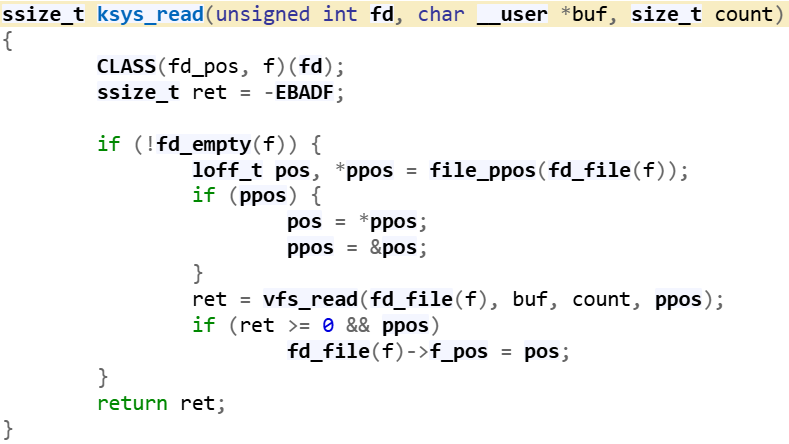 ssize_t ksys_read(unsigned int fd, char __user *buf, size_t count)
{
        CLASS(fd_pos, f)(fd);
        ssize_t ret = -EBADF;

        if (!fd_empty(f)) {
                loff_t pos, *ppos = file_ppos(fd_file(f));
                if (ppos) {
                        pos = *ppos;
                        ppos = &pos;
                }
                ret = vfs_read(fd_file(f), buf, count, ppos);
                if (ret >= 0 && ppos)
                        fd_file(f)->f_pos = pos;
        }
        return ret;
}